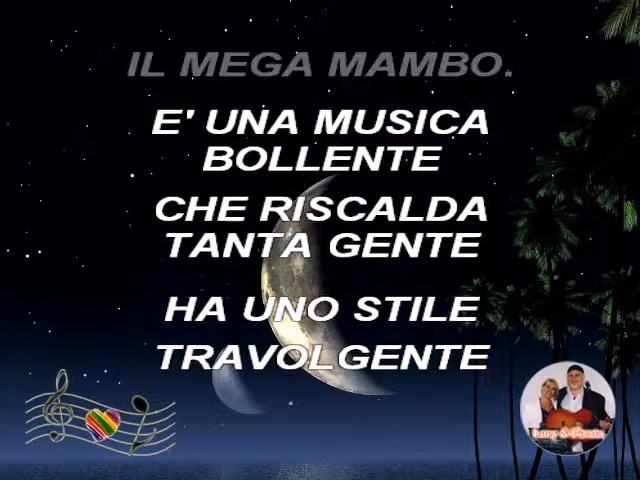 IL MEGA MAMBO.
E' UNA MUSICA
BOLLENTE
CHE RISCALDA
TANTA GENTE
HA UNO STILE
TRAVOLGENTE